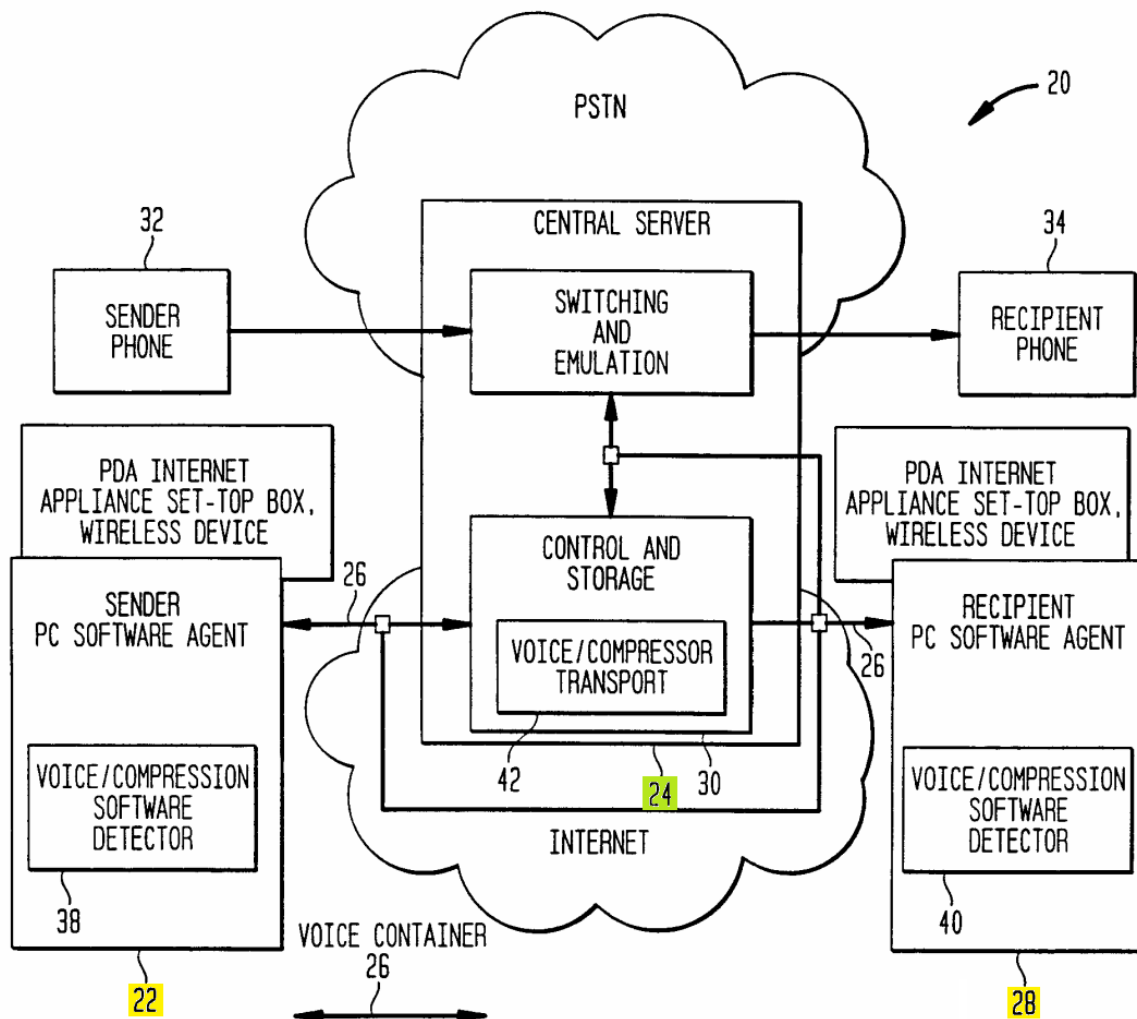 PSTN
20
CENTRAL SERVER
32
34
SENDER
PHONE
SWITCHING
AND
EMULATION
RECIPIENT
PHONE
PDA INTERNET
APPLIANCE SET-TOP BOX,
WIRELESS DEVICE
PDA INTERNET
APPLIANCE SET-TOP BOX,
WIRELESS DEVICE
SENDER
PC SOFTWARE AGENT
26
CONTROL AND
STORAGE
VOICE/COMPRESSOR
TRANSPORT
RECIPIENT
PC SOFTWARE AGENT
26
VOICE/COMPRESSION
SOFTWARE
DETECTOR
42
24
30
VOICE/COMPRESSION
SOFTWARE
DETECTOR
INTERNET
38
40
VOICE CONTAINER
26
22
28